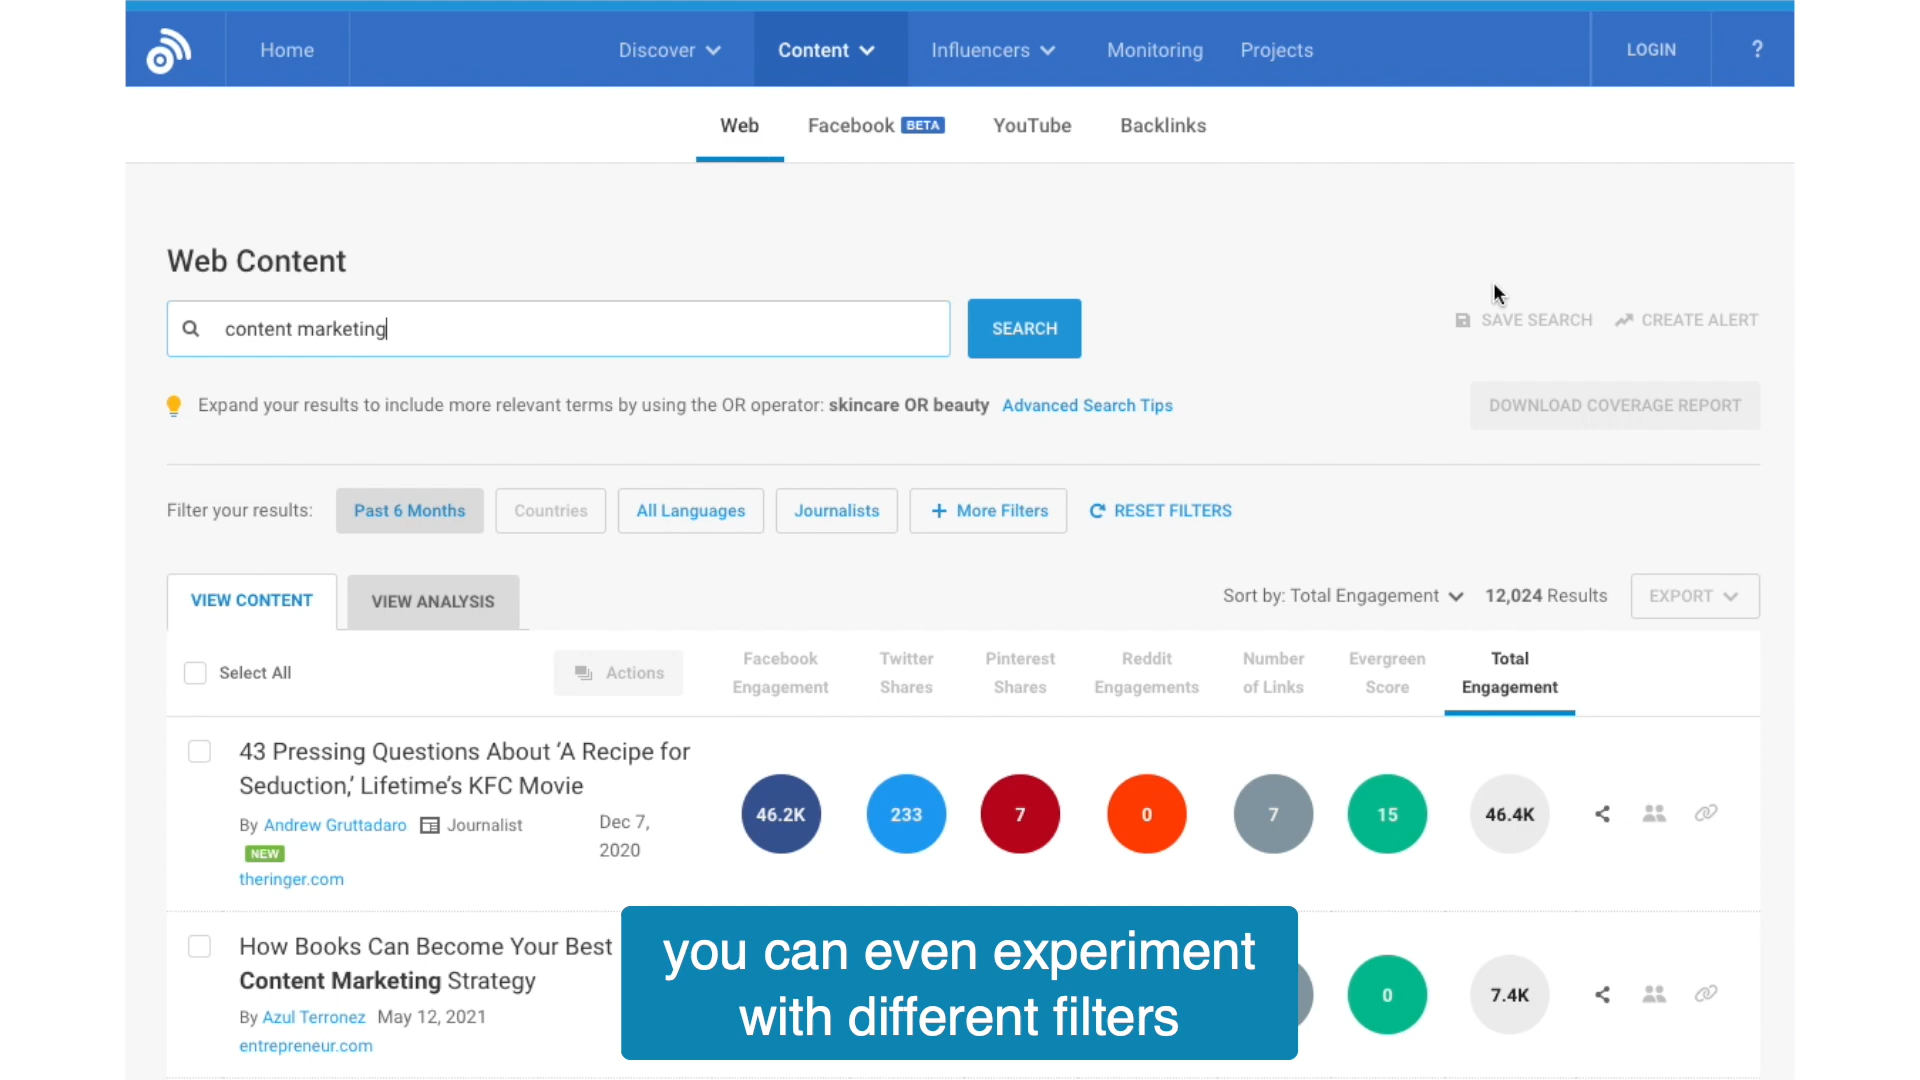 Home Discover Content Influencers Monitoring Projects LOGIN ?
Web Facebook BETA YouTube Backlinks
Web Content
content marketing SEARCH
SAVE SEARCH CREATE ALERT
Expand your results to include more relevant terms by using the OR operator: skincare OR beauty Advanced Search Tips
DOWNLOAD COVERAGE REPORT
Filter your results: Past 6 Months Countries All Languages Journalists + More Filters RESET FILTERS
VIEW CONTENT VIEW ANALYSIS Sort by: Total Engagement 12,024 Results EXPORT
Select All Actions
Facebook Twitter Pinterest Reddit Number Evergreen Total
Engagement Shares Shares Engagements of Links Score Engagement
43 Pressing Questions About ‘A Recipe for
Seduction,’ Lifetime’s KFC Movie
By Andrew Gruttadaro Journalist
NEW
theringer.com
Dec 7,
2020
46.2K 233 7 0 7 15 46.4K
How Books Can Become Your Best
Content Marketing Strategy
By Azul Terronez May 12, 2021
entrepreneur.com
0 7.4K
you can even experiment
with different filters